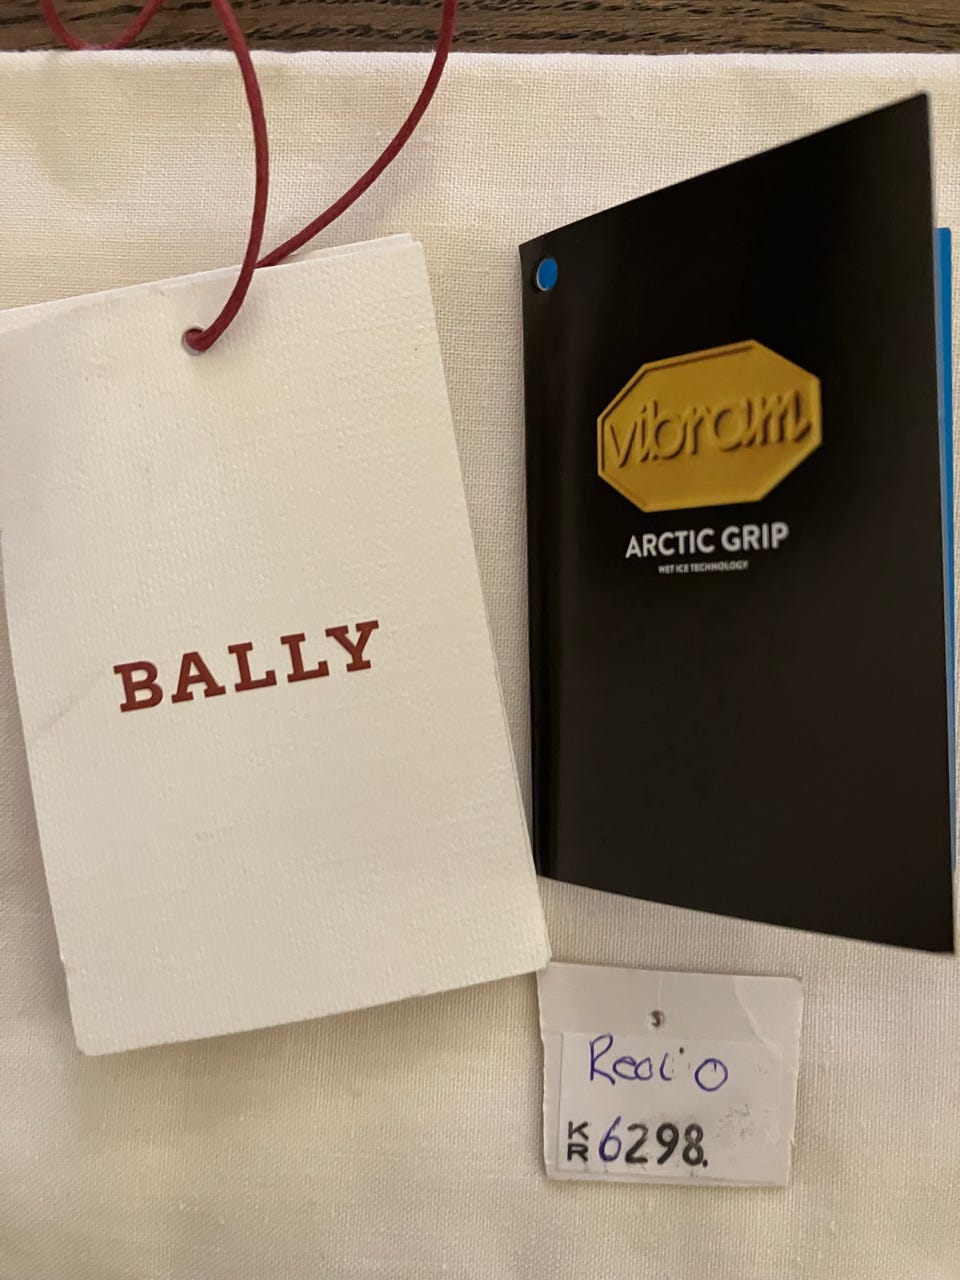 BALLY
vibram
ARCTIC GRIP
WET ICE TECHNOLOGY
KR 6298.